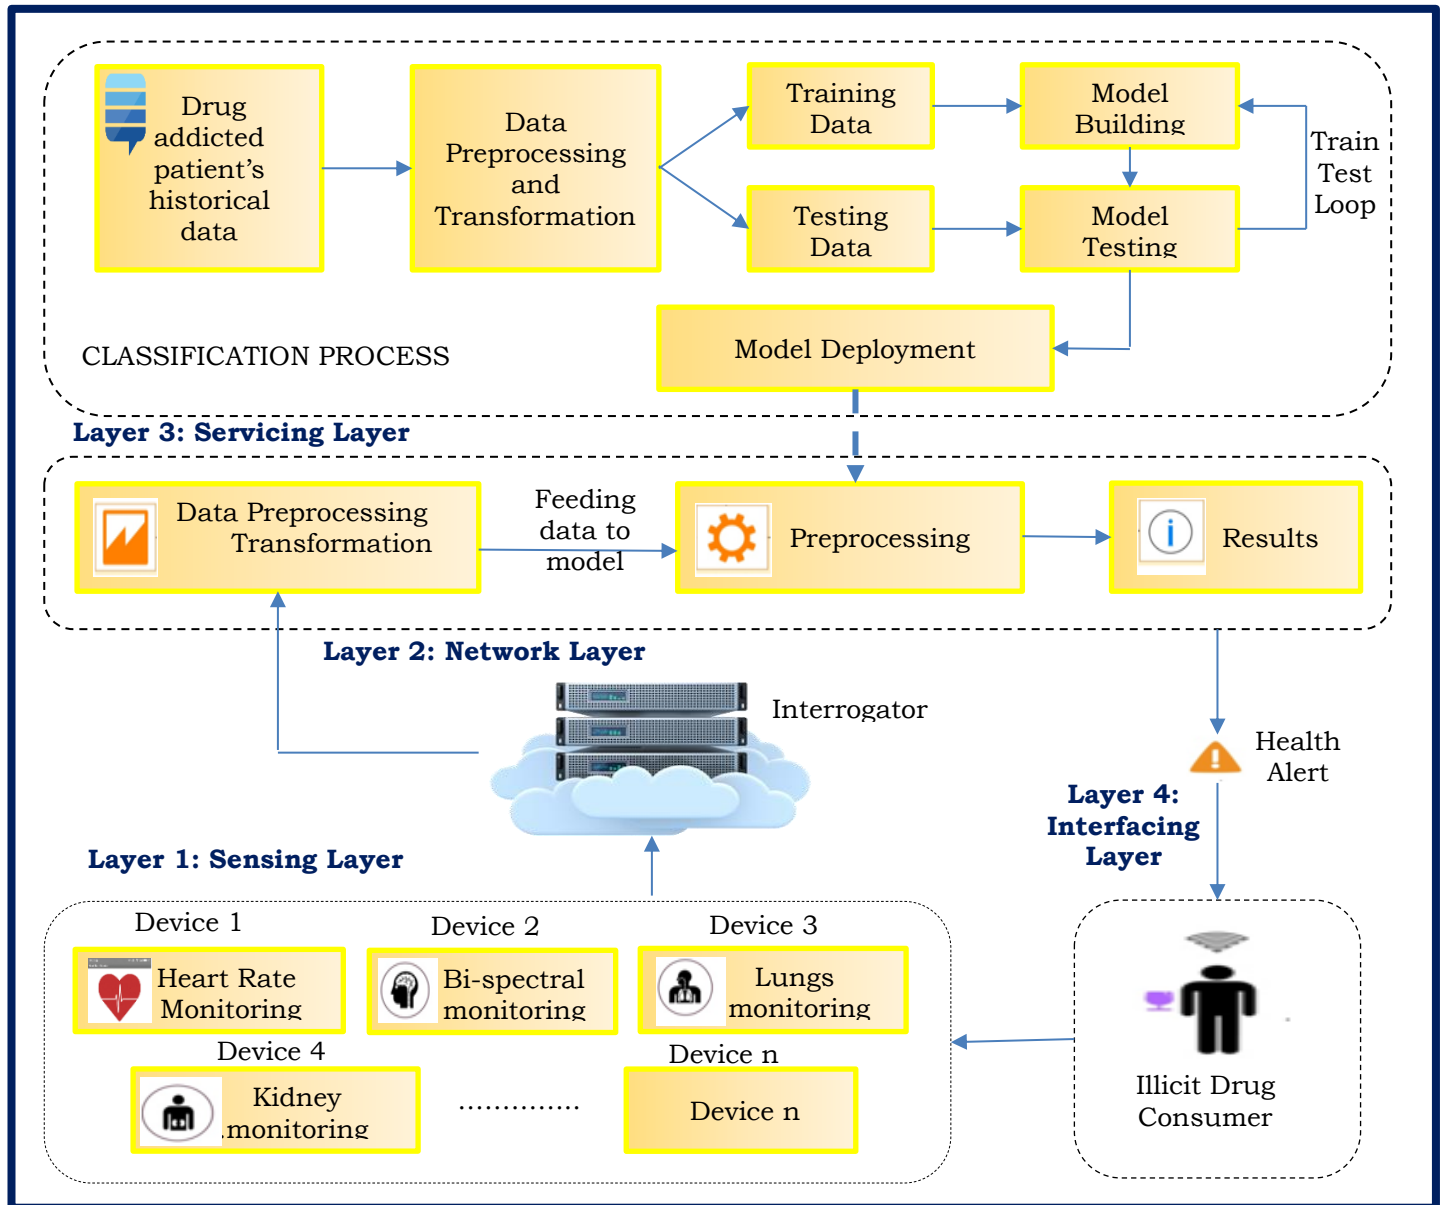 Drug
addicted
patient’s
historical
data
Data
Preprocessing
and
Transformation
Training
Data
Testing
Data
Model
Building
Model
Testing
Train
Test
Loop
Model Deployment
CLASSIFICATION PROCESS
Layer 3: Servicing Layer
Data Preprocessing
Transformation
Feeding
data to
model
Preprocessing
i
Results
Layer 2: Network Layer
Interrogator
Health
Alert
Layer 4:
Interfacing
Layer
Layer 1: Sensing Layer
Device 1
Heart Rate
Monitoring
Device 2
Bi-spectral
monitoring
Device 3
Lungs
monitoring
Device 4
Kidney
monitoring
..............
Device n
Device n
Illicit Drug
Consumer